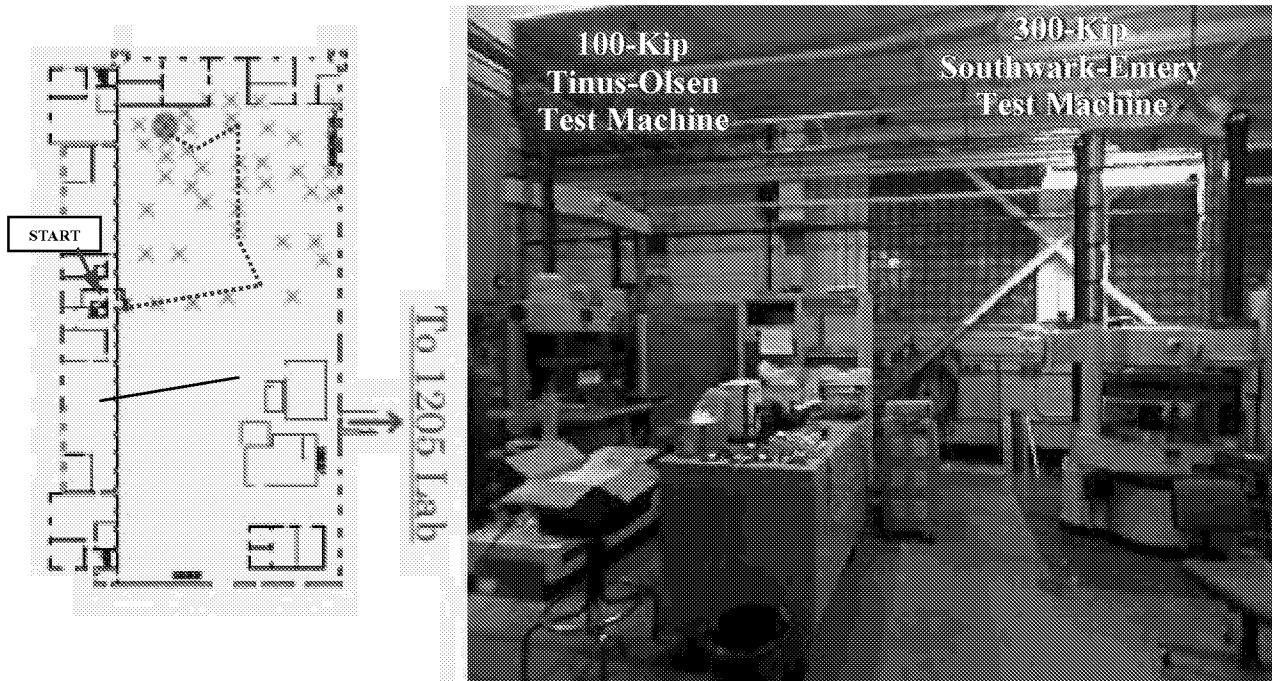 START
To 1205 Lab
100-Kip
Tinus-Olsen
Test Machine
300-Kip
Southwark-Emery
Test Machine